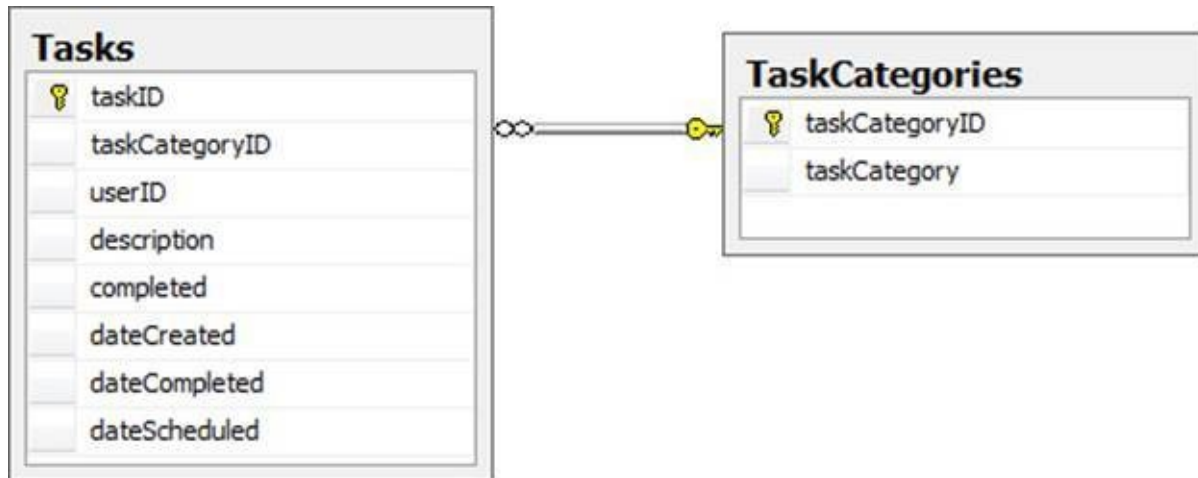 Tasks
taskID
taskCategoryID
userID
description
completed
dateCreated
dateCompleted
dateScheduled
TaskCategories
taskCategoryID
taskCategory